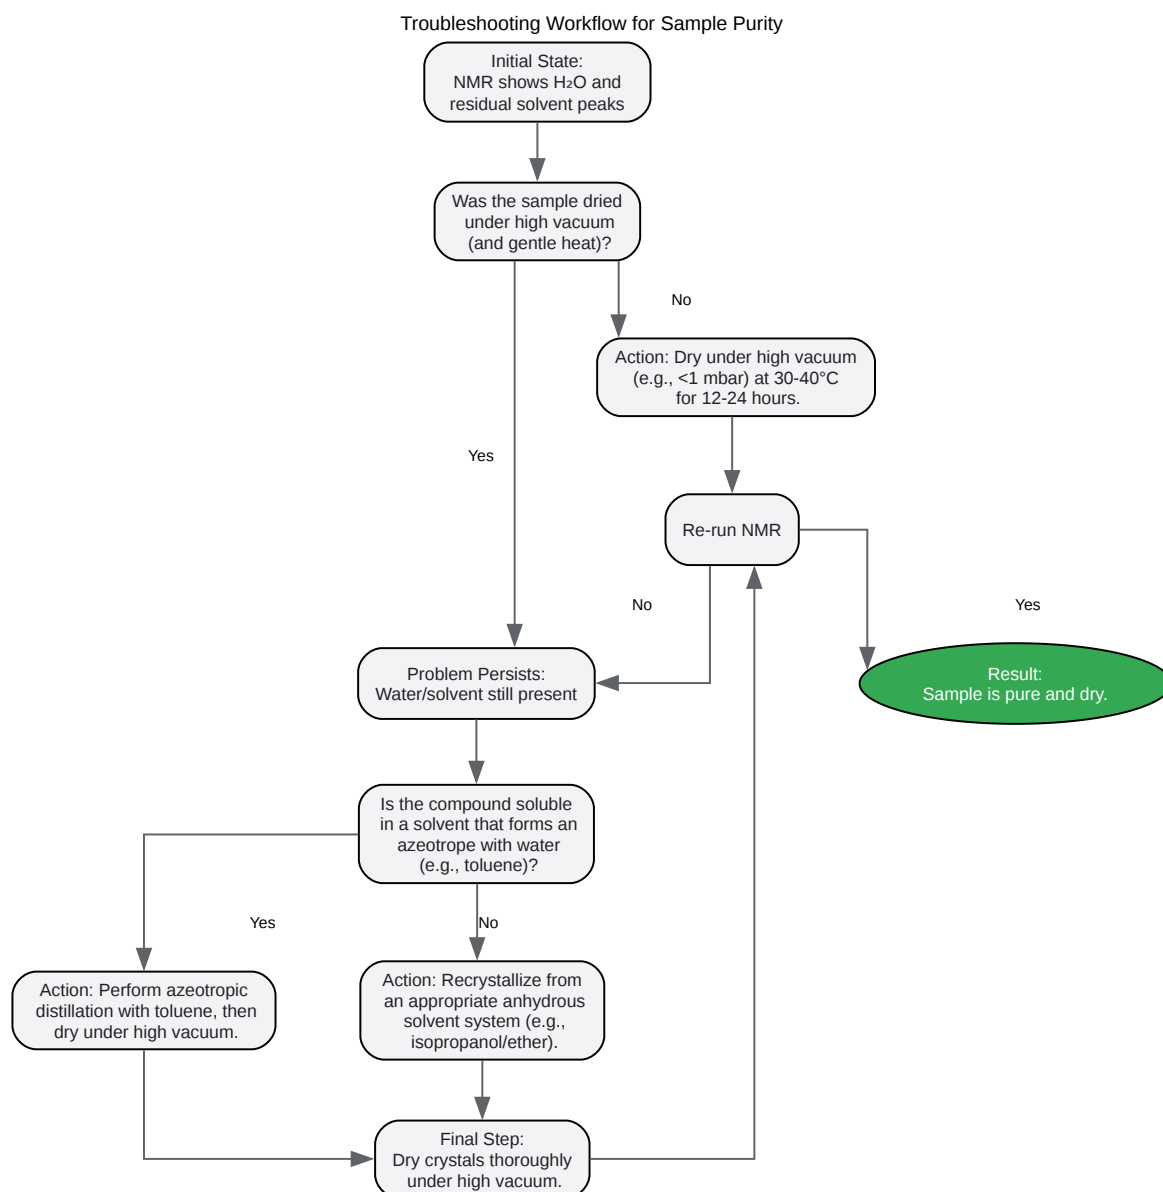 Troubleshooting Workflow for Sample Purity
Initial State:
NMR shows H₂O and
residual solvent peaks
Was the sample dried
under high vacuum
(and gentle heat)?
No
Action: Dry under high vacuum
(e.g., <1 mbar) at 30-40°C
for 12-24 hours.
Yes
Re-run NMR
No
Yes
Problem Persists:
Water/solvent still present
Result:
Sample is pure and dry.
Is the compound soluble
in a solvent that forms an
azeotrope with water
(e.g., toluene)?
Yes
No
Action: Perform azeotropic
distillation with toluene, then
dry under high vacuum.
Action: Recrystallize from
an appropriate anhydrous
solvent system (e.g.,
isopropanol/ether).
Final Step:
Dry crystals thoroughly
under high vacuum.